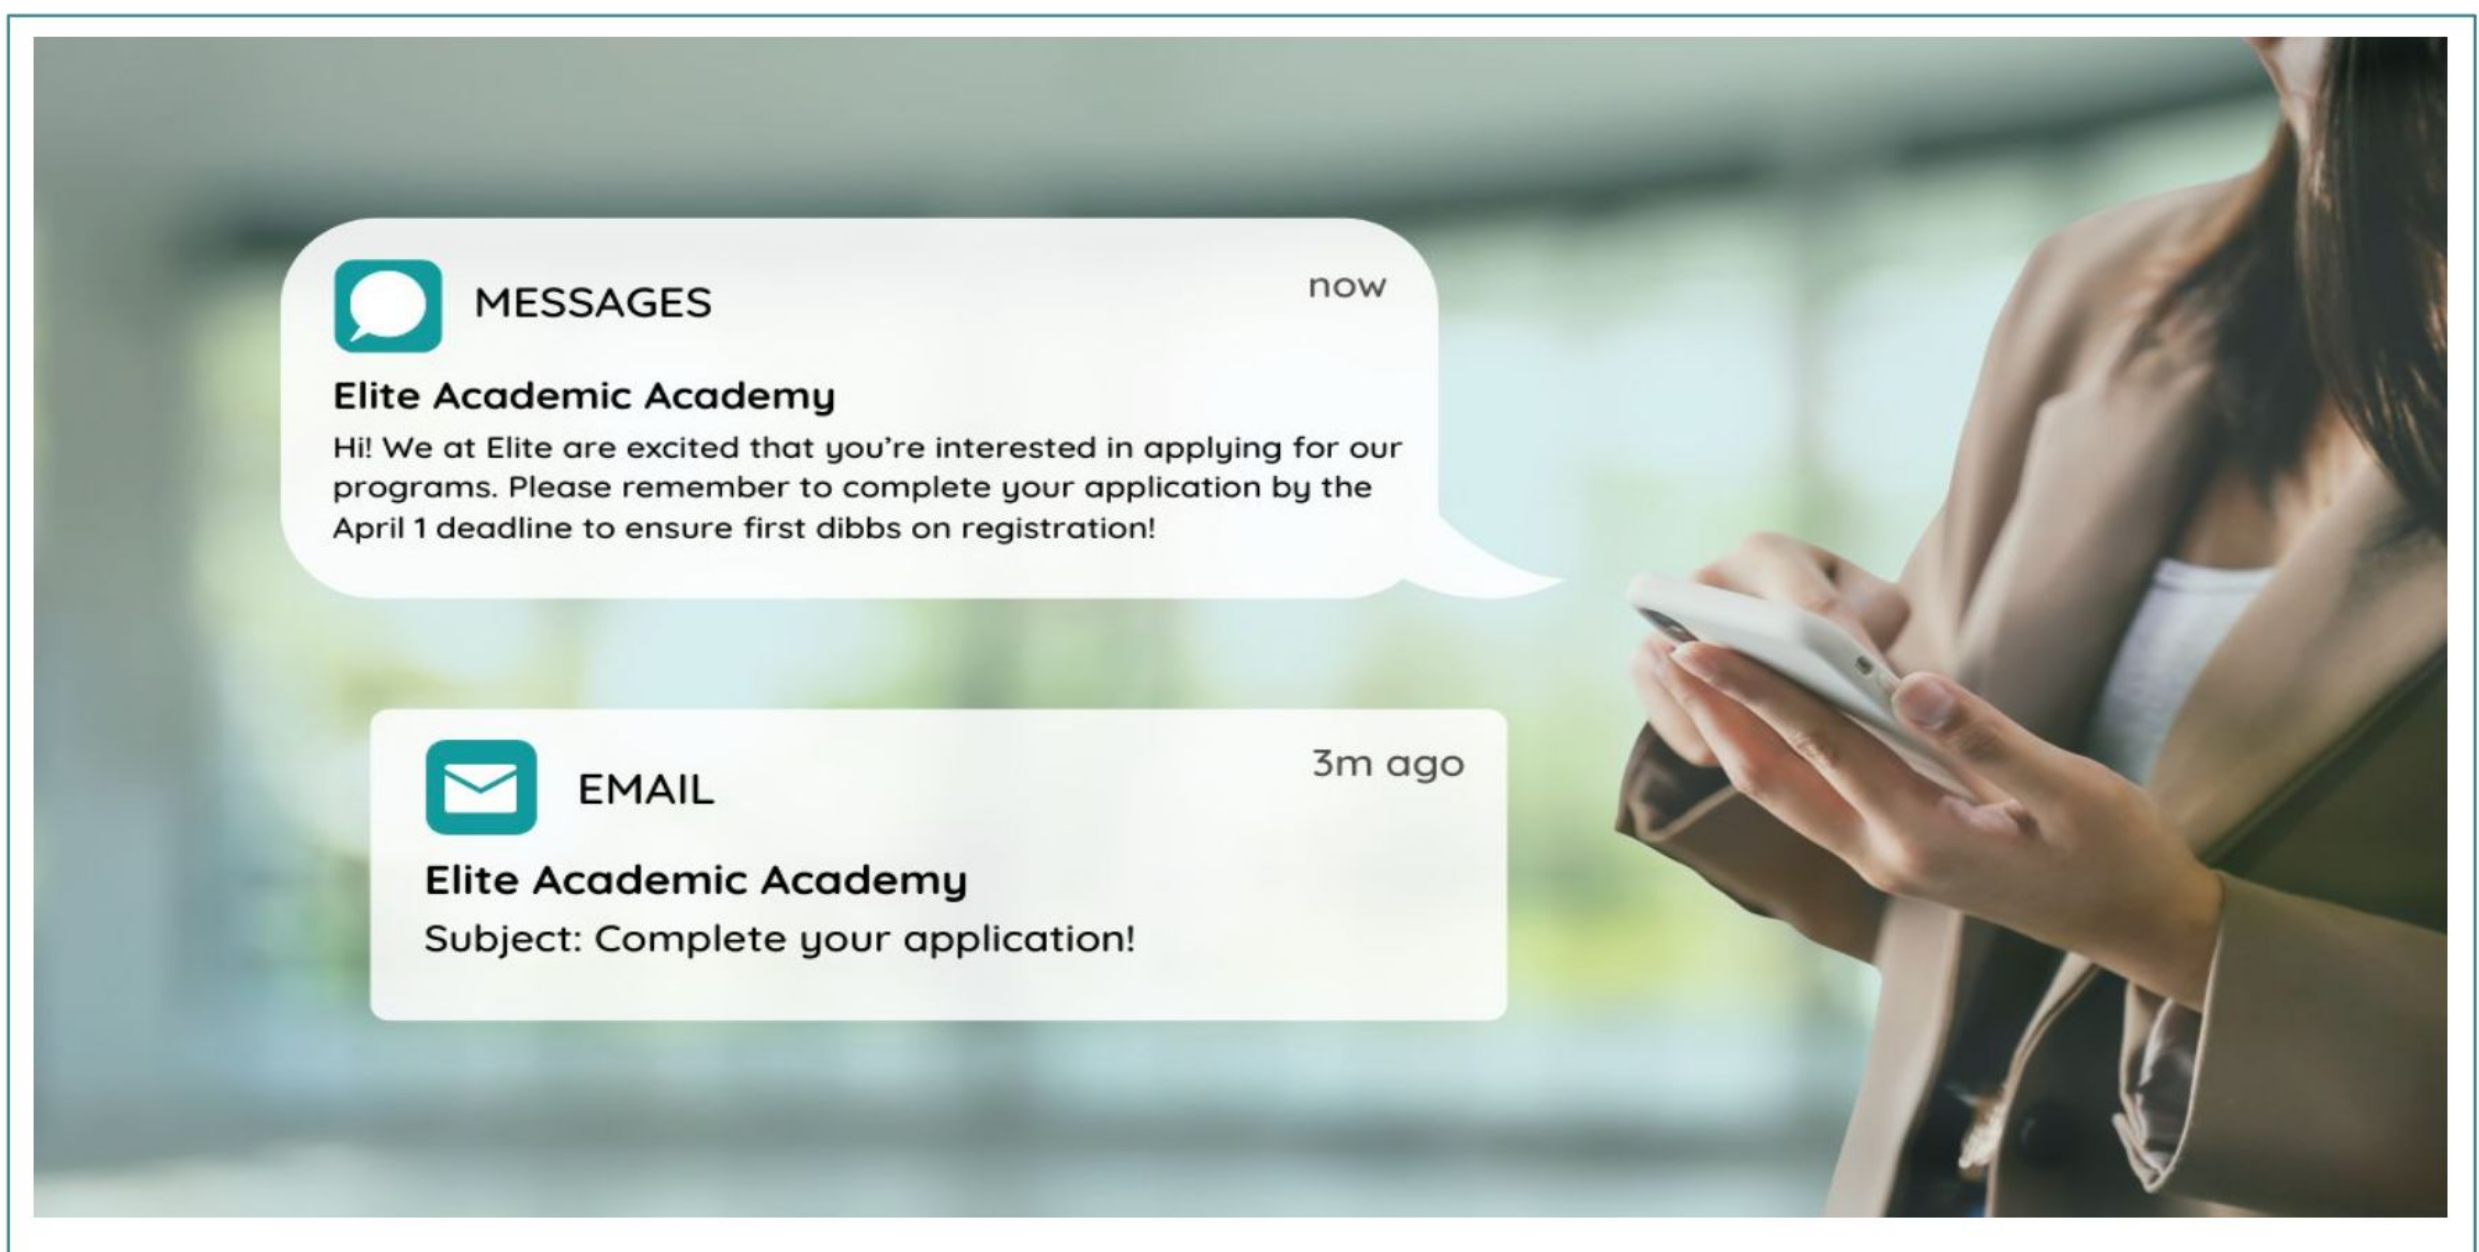 MESSAGES
now
Elite Academic Academy
Hi! We at Elite are excited that you’re interested in applying for our
programs. Please remember to complete your application by the
April 1 deadline to ensure first dibbs on registration!
EMAIL
3m ago
Elite Academic Academy
Subject: Complete your application!